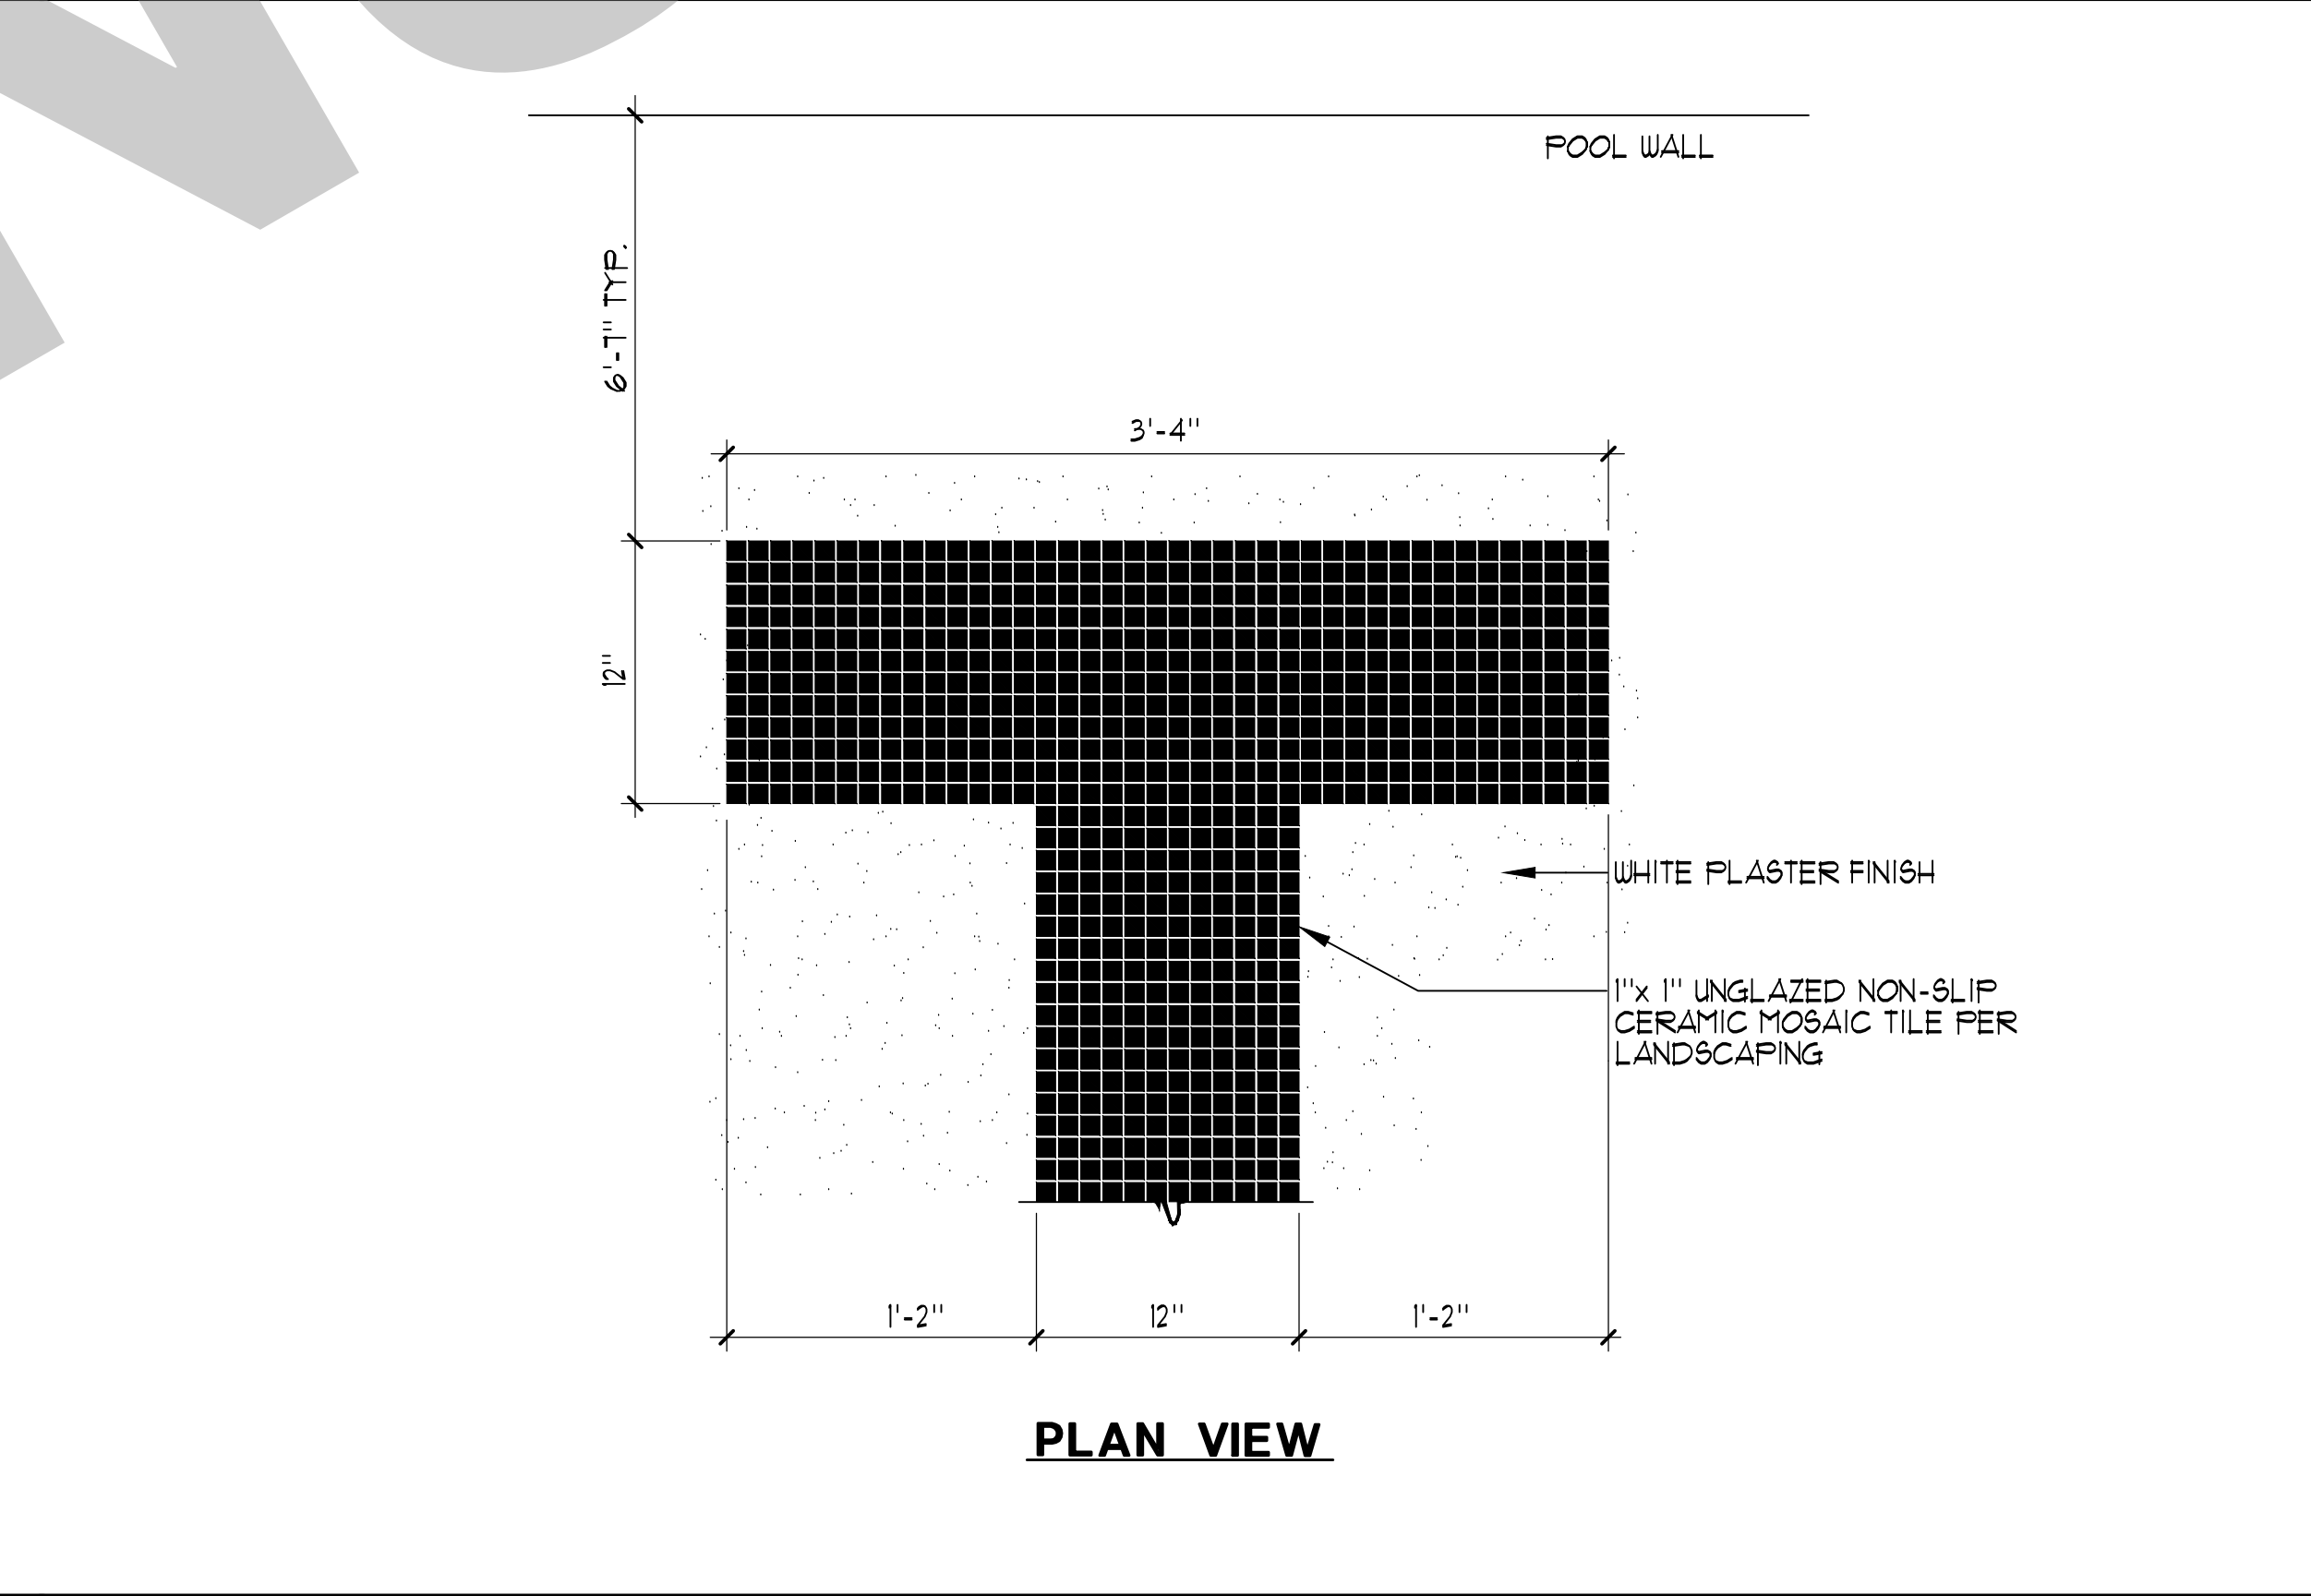 POOL WALL
6'-7" TYP.
3'-4"
12"
WHITE PLASTER FINISH
1"x 1" UNGLAZED NON-SLIP
CERAMIC MOSAIC TILE PER
LANDSCAPING
1'-2"
12"
1'-2"
PLAN VIEW